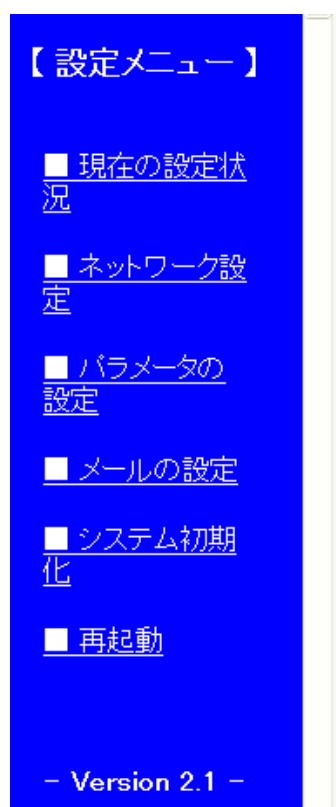 【 設定メニュー 】
■ 現在の設定状
況
■ ネットワーク設
定
■ パラメータの
設定
■ メールの設定
■ システム初期
化
■ 再起動
− Version 2.1 −